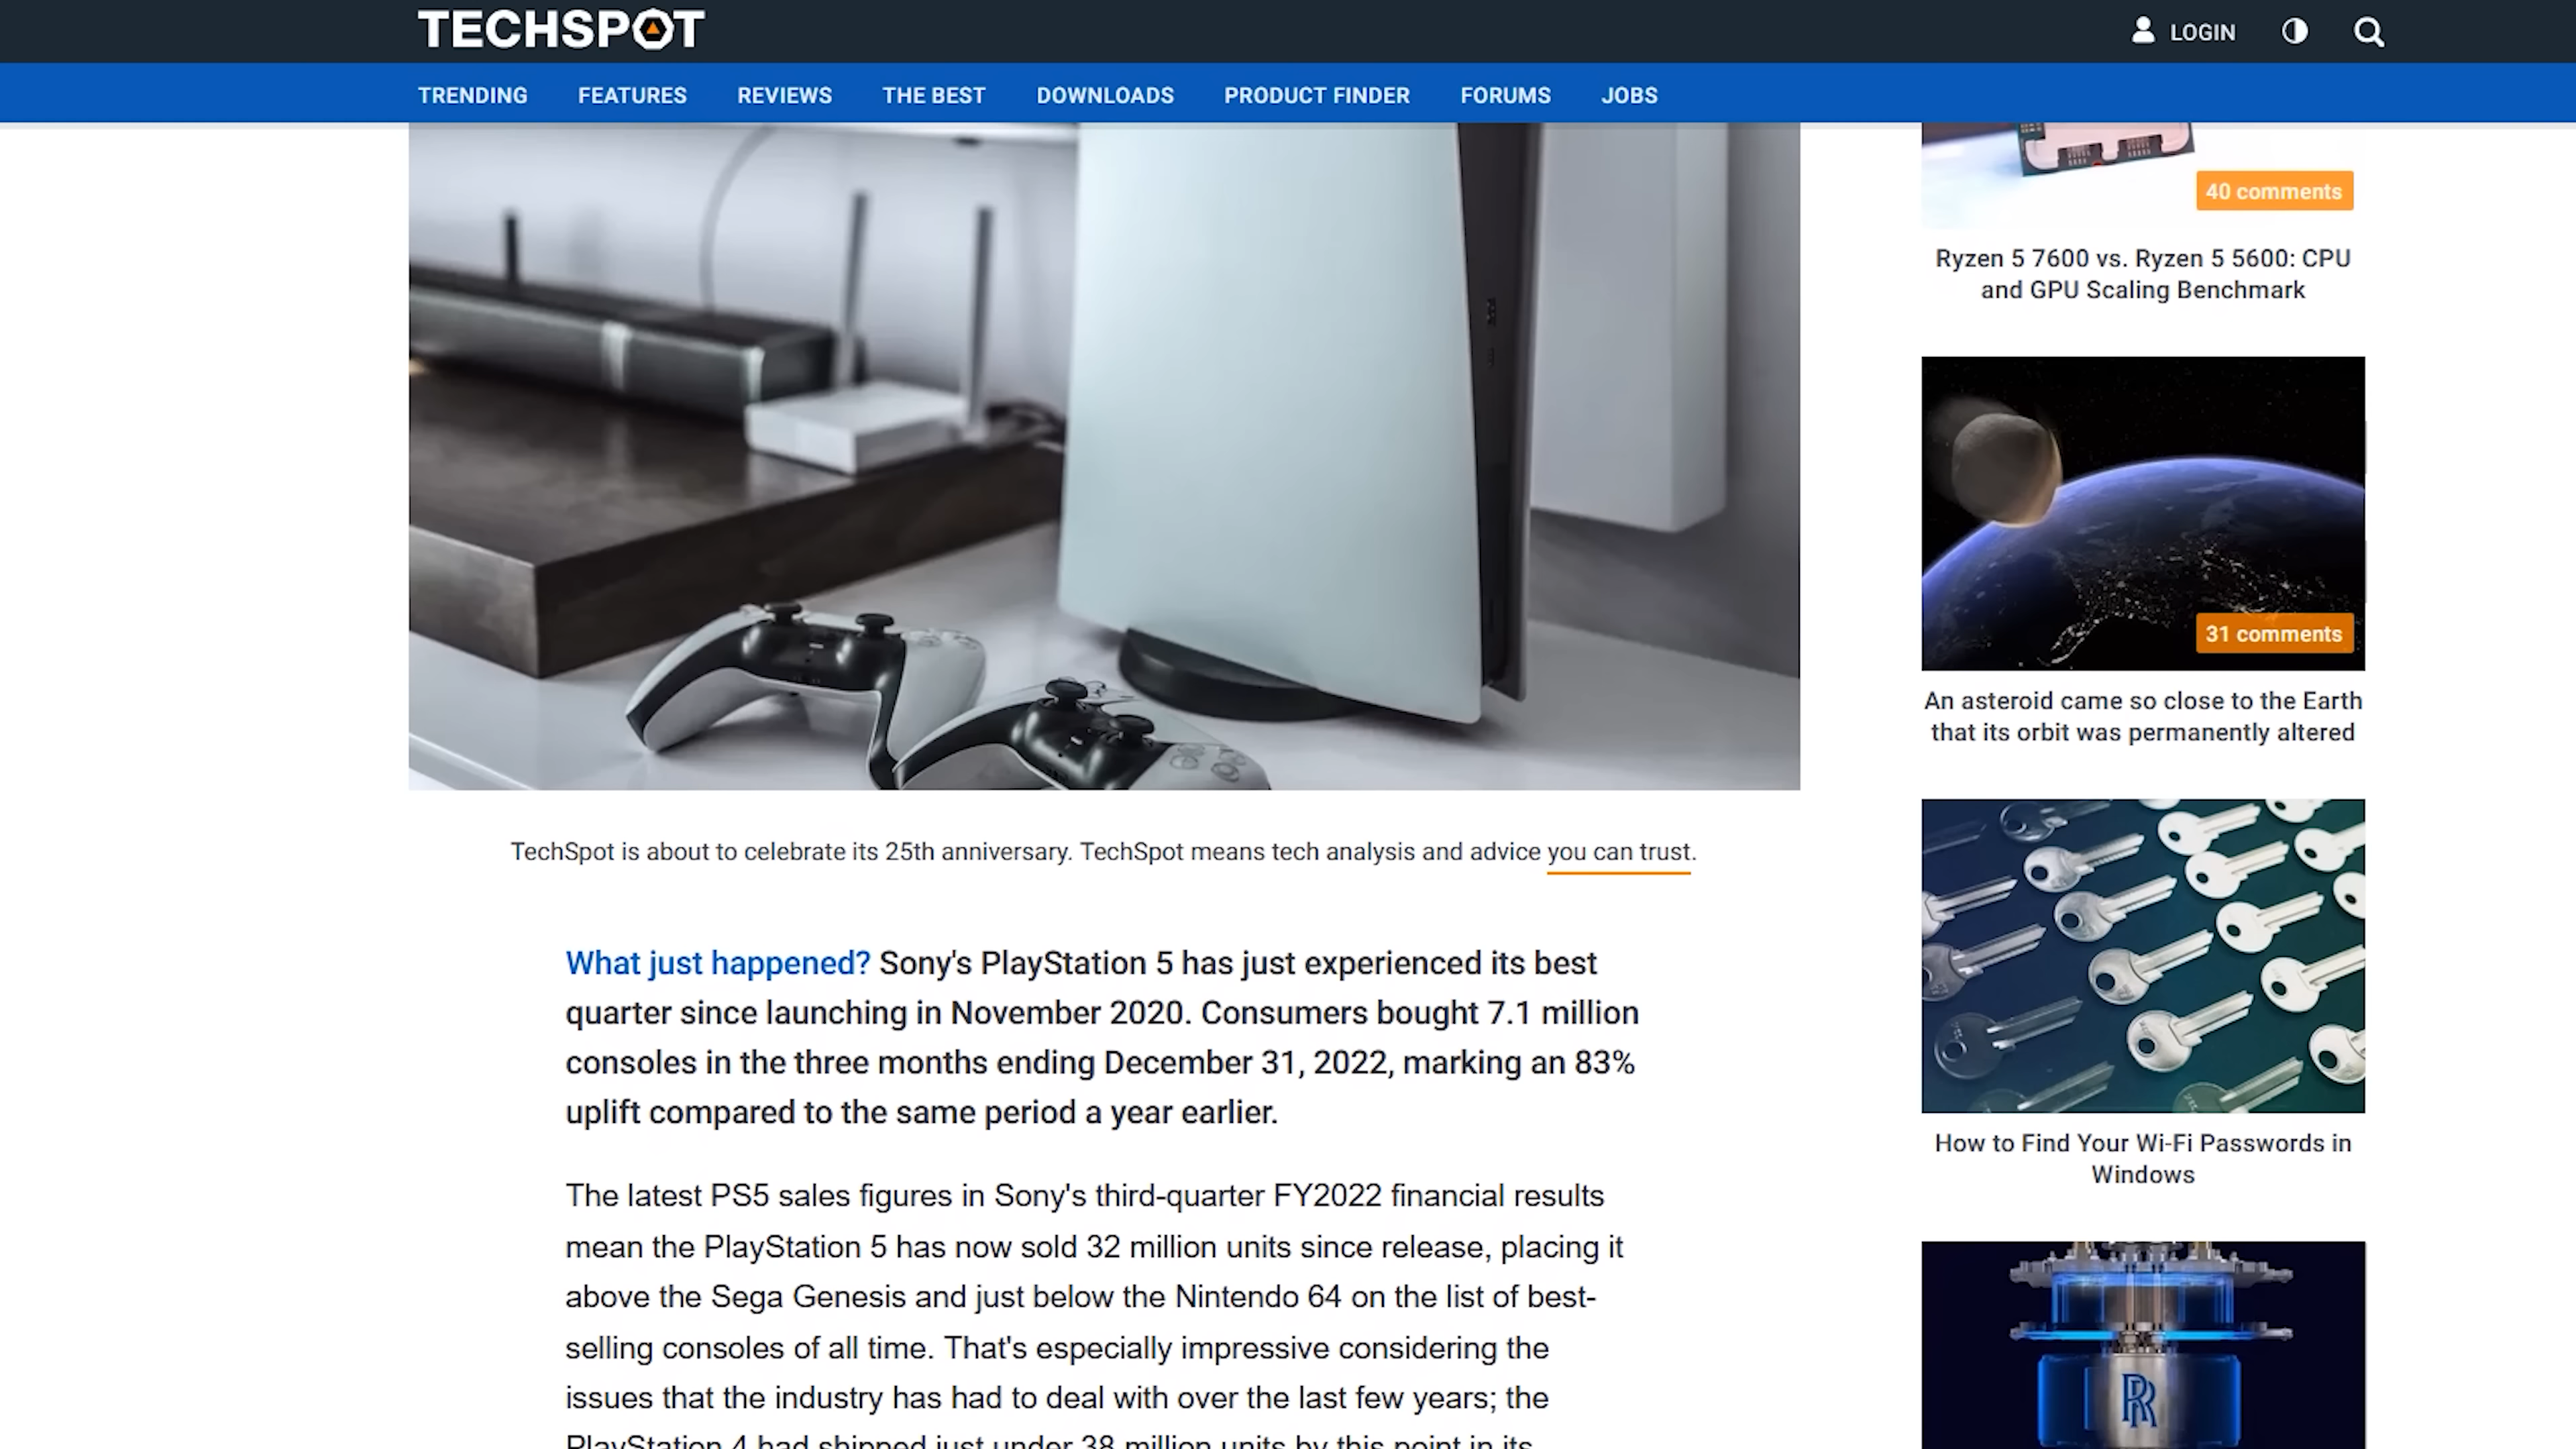 TECHSPOT
LOGIN
TRENDING FEATURES REVIEWS THE BEST DOWNLOADS PRODUCT FINDER FORUMS JOBS
TechSpot is about to celebrate its 25th anniversary. TechSpot means tech analysis and advice you can trust.
What just happened? Sony's PlayStation 5 has just experienced its best
quarter since launching in November 2020. Consumers bought 7.1 million
consoles in the three months ending December 31, 2022, marking an 83%
uplift compared to the same period a year earlier.
The latest PS5 sales figures in Sony's third-quarter FY2022 financial results
mean the PlayStation 5 has now sold 32 million units since release, placing it
above the Sega Genesis and just below the Nintendo 64 on the list of best-
selling consoles of all time. That's especially impressive considering the
issues that the industry has had to deal with over the last few years; the
PlayStation 4 had shipped just under 38 million units by this point in its
40 comments
Ryzen 5 7600 vs. Ryzen 5 5600: CPU
and GPU Scaling Benchmark
31 comments
An asteroid came so close to the Earth
that its orbit was permanently altered
How to Find Your Wi-Fi Passwords in
Windows
RR